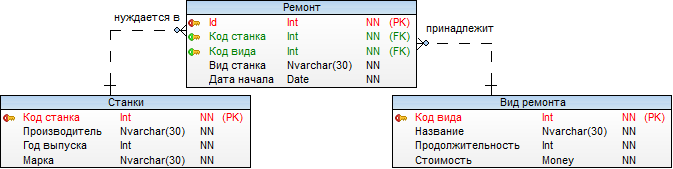 нуждается в
Ремонт
Id Int NN (PK)
Код станка Int NN (FK)
Код вида Int NN (FK)
Вид станка Nvarchar(30) NN
Дата начала Date NN
принадлежит
Станки
Код станка Int NN (PK)
Производитель Nvarchar(30) NN
Год выпуска Int NN
Марка Nvarchar(30) NN
Вид ремонта
Код вида Int NN (PK)
Название Nvarchar(30) NN
Продолжительность Int NN
Стоимость Money NN